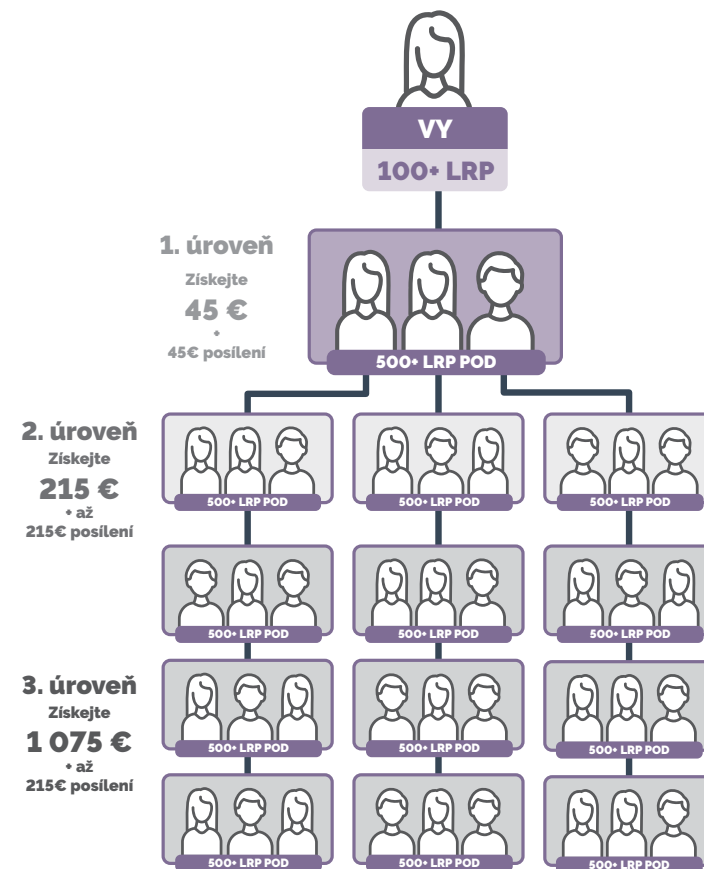 VY
100+ LRP
1. úroveň
Získejte
45 €
+
45€ posílení
500+ LRP POD
2. úroveň
Získejte
215 €
+ až
215€ posílení
500+ LRP POD
500+ LRP POD
500+ LRP POD
500+ LRP POD
500+ LRP POD
500+ LRP POD
3. úroveň
Získejte
1 075 €
+ až
215€ posílení
500+ LRP POD
500+ LRP POD
500+ LRP POD
500+ LRP POD
500+ LRP POD
500+ LRP POD